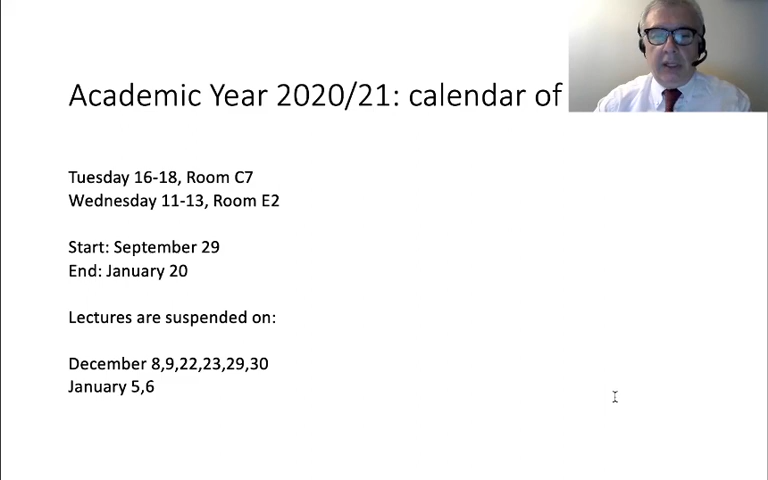 Academic Year 2020/21: calendar of
Tuesday 16-18, Room C7
Wednesday 11-13, Room E2
Start: September 29
End: January 20
Lectures are suspended on:
December 8,9,22,23,29,30
January 5,6